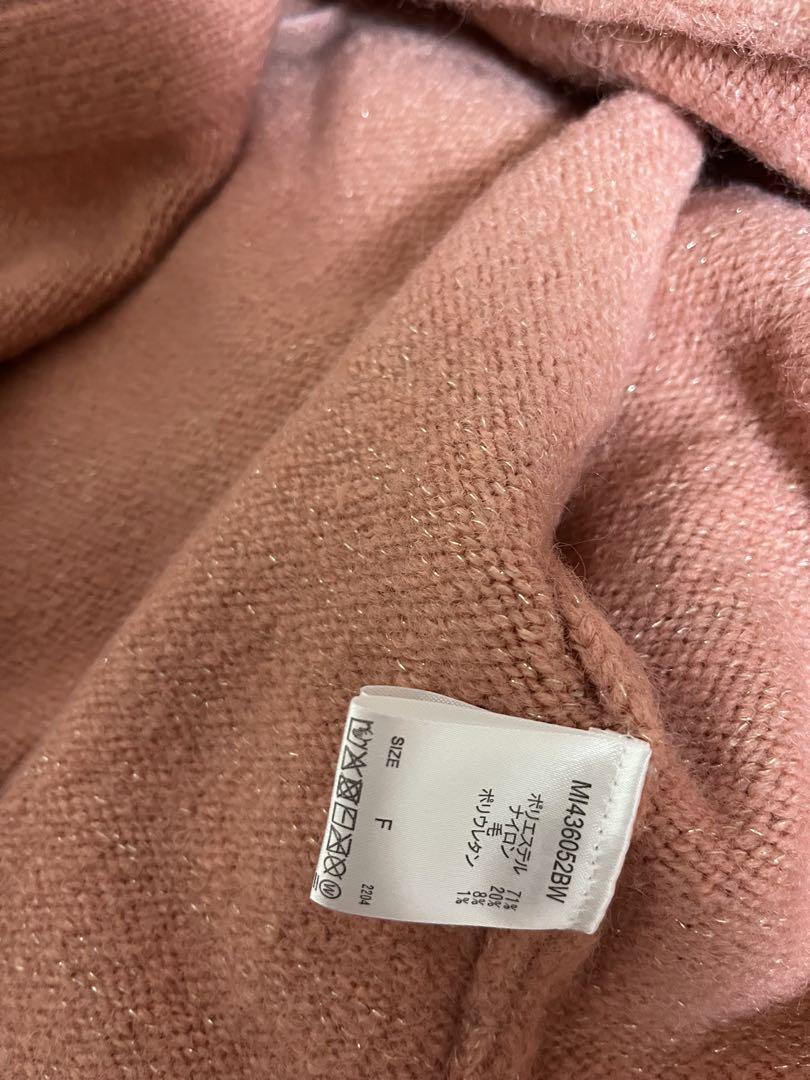 MI436052BW
ポリエステル 71%
ナイロン 20%
毛 8%
ポリウレタン 1%
SIZE F
2204
W